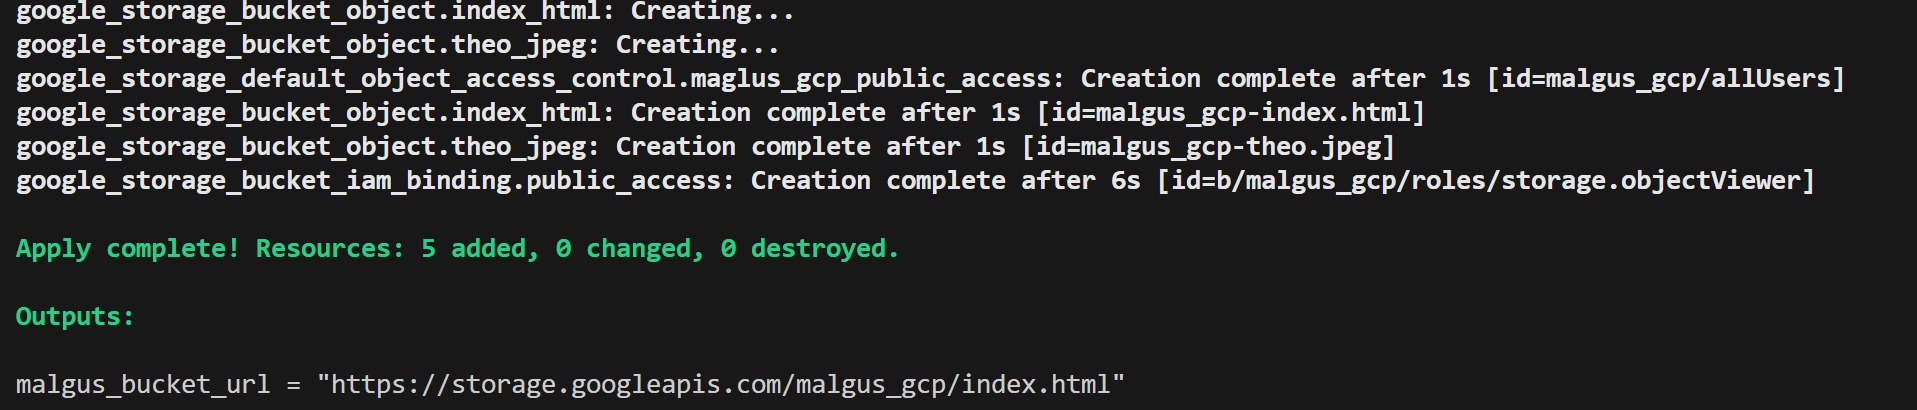 google_storage_bucket_object.index_html: Creating...
google_storage_bucket_object.theo_jpeg: Creating...
google_storage_default_object_access_control.maglus_gcp_public_access: Creation complete after 1s [id=malgus_gcp/allUsers]
google_storage_bucket_object.index_html: Creation complete after 1s [id=malgus_gcp-index.html]
google_storage_bucket_object.theo_jpeg: Creation complete after 1s [id=malgus_gcp-theo.jpeg]
google_storage_bucket_iam_binding.public_access: Creation complete after 6s [id=b/malgus_gcp/roles/storage.objectViewer]
Apply complete! Resources: 5 added, 0 changed, 0 destroyed.
Outputs:
malgus_bucket_url = "https://storage.googleapis.com/malgus_gcp/index.html"